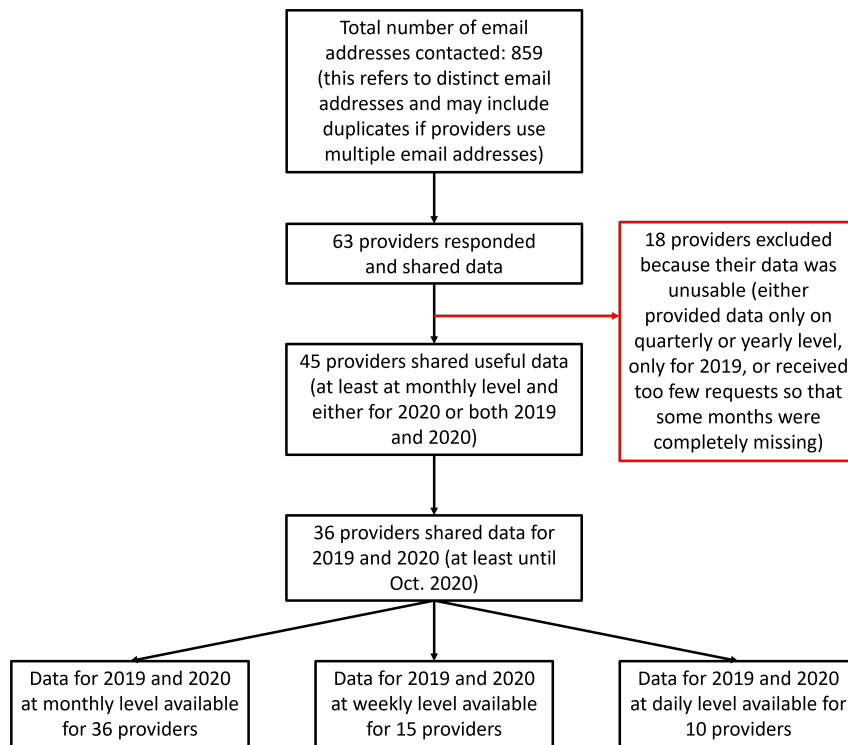 Total number of email
addresses contacted: 859
(this refers to distinct email
addresses and may include
duplicates if providers use
multiple email addresses)
63 providers responded
and shared data
18 providers excluded
because their data was
unusable (either
provided data only on
quarterly or yearly level,
only for 2019, or received
too few requests so that
some months were
completely missing)
45 providers shared useful data
(at least at monthly level and
either for 2020 or both 2019
and 2020)
36 providers shared data for
2019 and 2020 (at least until
Oct. 2020)
Data for 2019 and 2020
at monthly level available
for 36 providers
Data for 2019 and 2020
at weekly level available
for 15 providers
Data for 2019 and 2020
at daily level available for
10 providers